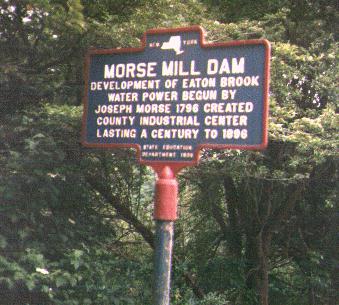 NEW YORK
MORSE MILL DAM
DEVELOPMENT OF EATON BROOK
WATER POWER BEGUN BY
JOSEPH MORSE 1796 CREATED
COUNTY INDUSTRIAL CENTER
LASTING A CENTURY TO 1896
STATE EDUCATION
DEPARTMENT